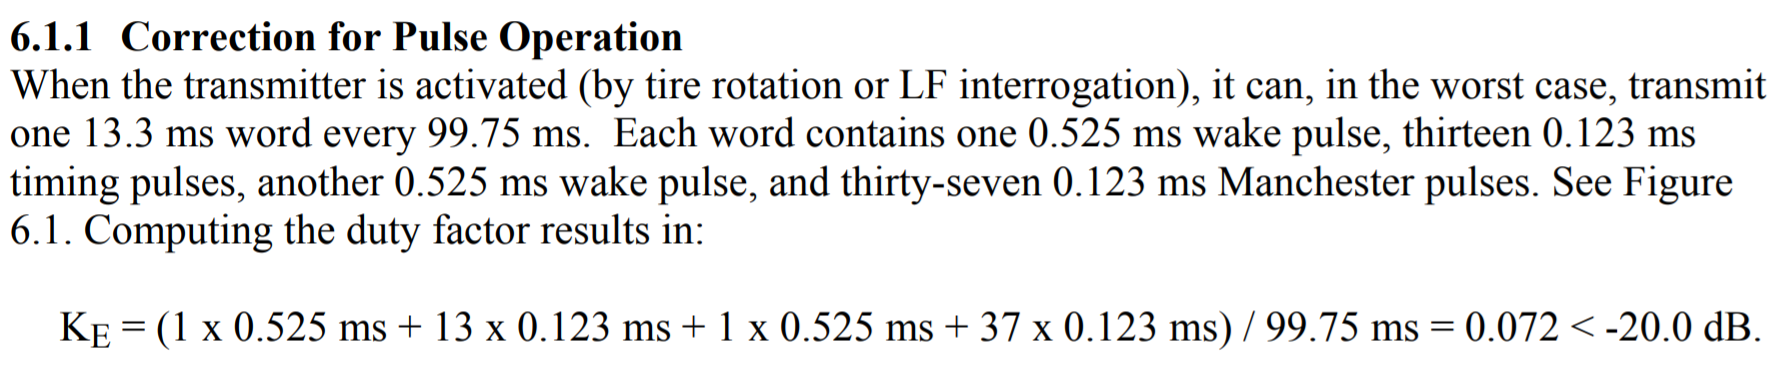 6.1.1 Correction for Pulse Operation
When the transmitter is activated (by tire rotation or LF interrogation), it can, in the worst case, transmit
one 13.3 ms word every 99.75 ms. Each word contains one 0.525 ms wake pulse, thirteen 0.123 ms
timing pulses, another 0.525 ms wake pulse, and thirty-seven 0.123 ms Manchester pulses. See Figure
6.1. Computing the duty factor results in:
KE = (1 x 0.525 ms + 13 x 0.123 ms + 1 x 0.525 ms + 37 x 0.123 ms) / 99.75 ms = 0.072 < -20.0 dB.